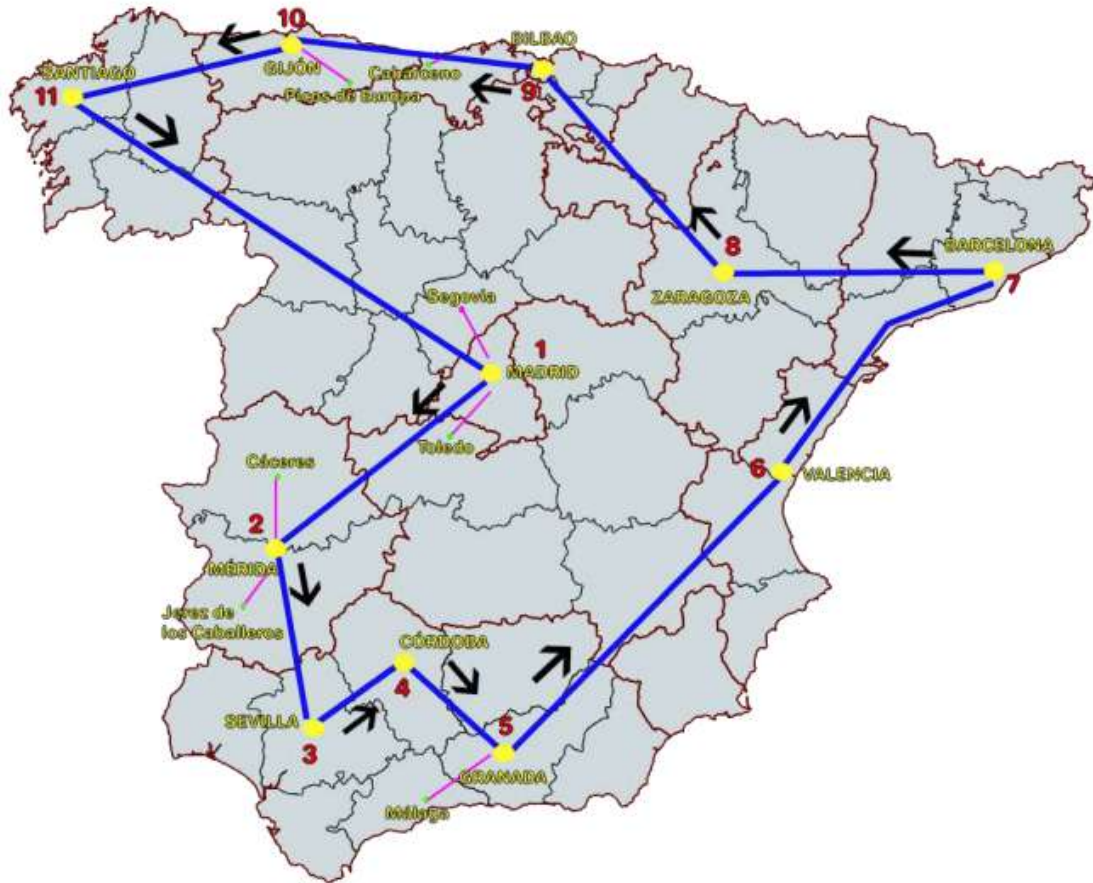 10
BILBAO
GIJÓN
Cabárceno
SANTIAGO
Picos de Europa
9
11
8
BARCELONA
ZARAGOZA
7
Segovia
1
MADRID
Toledo
Cáceres
6
VALENCIA
2
MÉRIDA
Jerez de
los Caballeros
CÓRDOBA
4
SEVILLA
5
3
GRANADA
Málaga